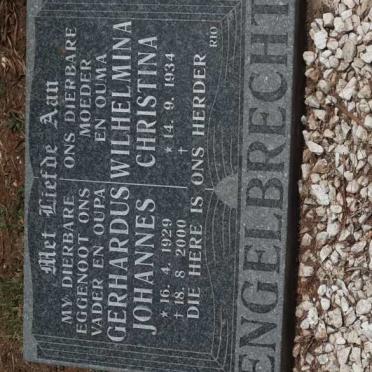 Met Liefde Aan
MY DIERBARE
EGGENOOT ONS
VADER EN OUPA
GERHARDUS
JOHANNES
* 16. 4. 1929
† 18. 8 2000
ONS DIERBARE
MOEDER
EN OUMA
WILHELMINA
CHRISTINA
* 14. 9. 1934
†
DIE HERE IS ONS HERDER
RIO
ENGELBRECHT